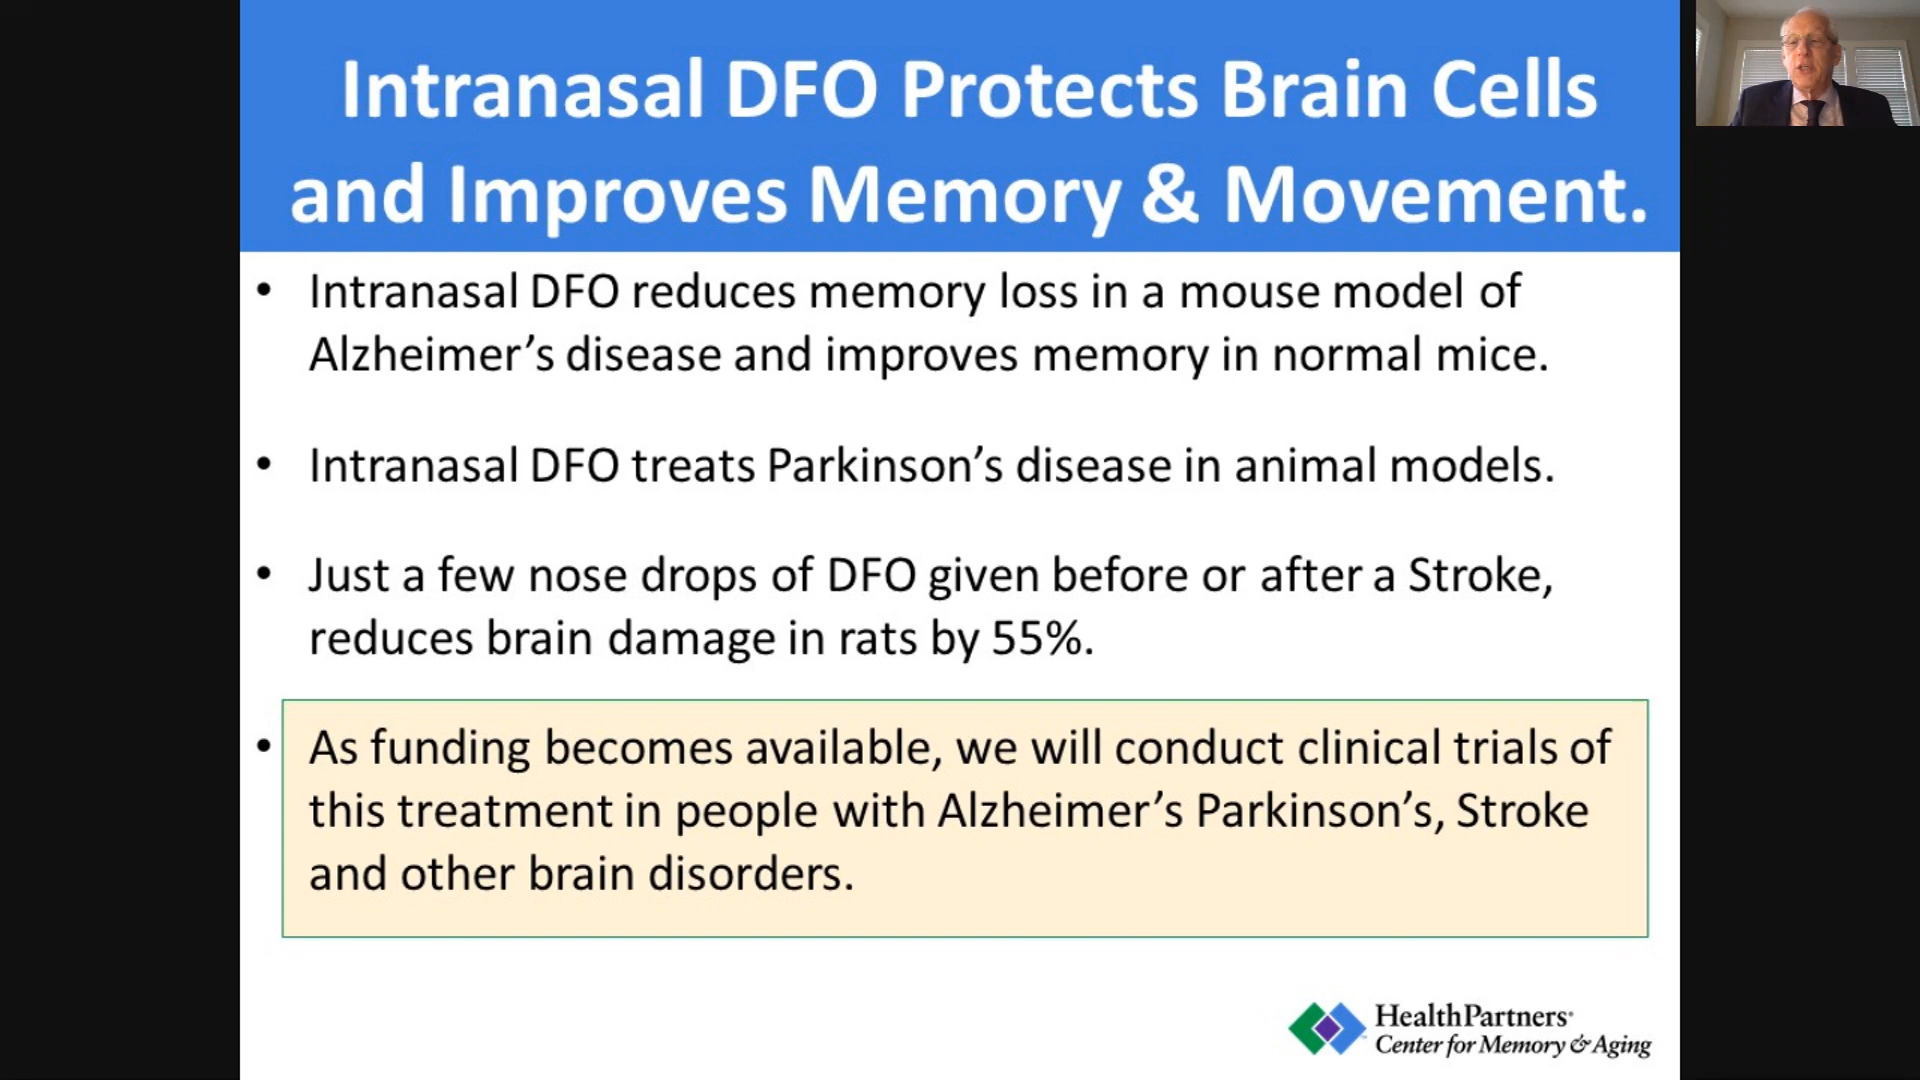 Intranasal DFO Protects Brain Cells
and Improves Memory & Movement.
• Intranasal DFO reduces memory loss in a mouse model of
Alzheimer’s disease and improves memory in normal mice.
• Intranasal DFO treats Parkinson’s disease in animal models.
• Just a few nose drops of DFO given before or after a Stroke,
reduces brain damage in rats by 55%.
• As funding becomes available, we will conduct clinical trials of
this treatment in people with Alzheimer’s Parkinson’s, Stroke
and other brain disorders.
HealthPartners®
Center for Memory & Aging